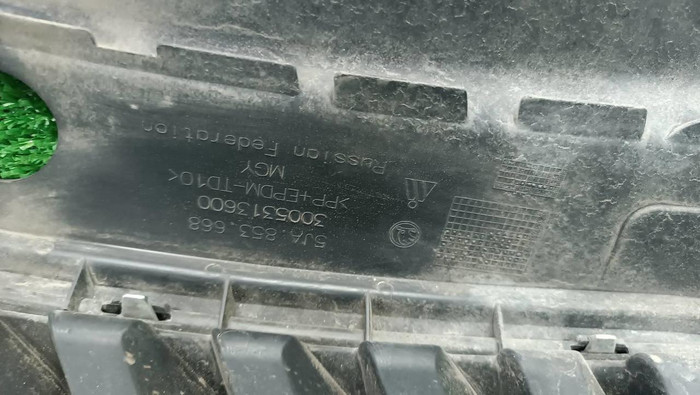 5JA.853.668
3005313600
>PP+EPDM-TD10<
MGY
Russian Federation